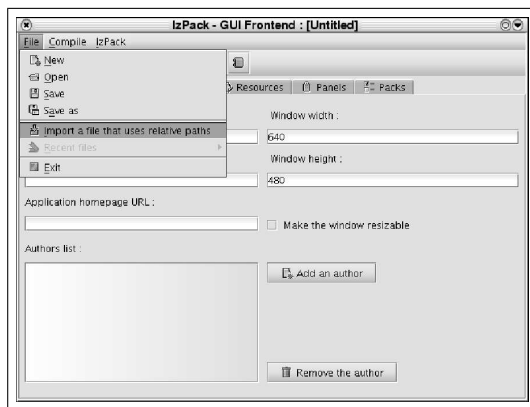 IzPack - GUI Frontend : [Untitled]
File Compile IzPack
New
Open
Save
Save as
Import a file that uses relative paths
Recent files
Exit
Resources Panels Packs
Window width :
640
Window height :
480
Application homepage URL :
Make the window resizable
Authors list :
Add an author
Remove the author